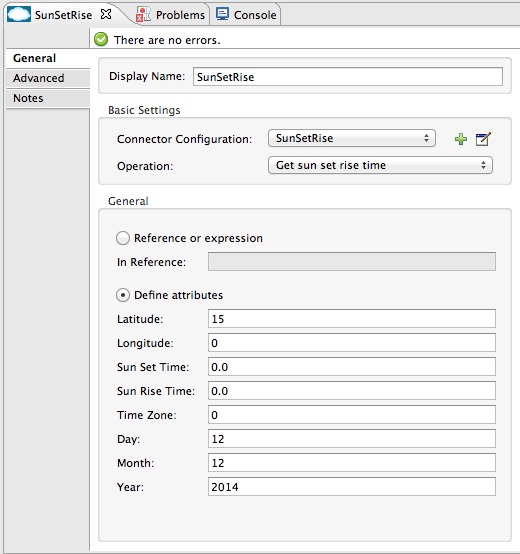 SunSetRise Problems Console
There are no errors.
General
Advanced
Notes
Display Name: SunSetRise
Basic Settings
Connector Configuration: SunSetRise
Operation: Get sun set rise time
General
Reference or expression
In Reference:
Define attributes
Latitude: 15
Longitude: 0
Sun Set Time: 0.0
Sun Rise Time: 0.0
Time Zone: 0
Day: 12
Month: 12
Year: 2014